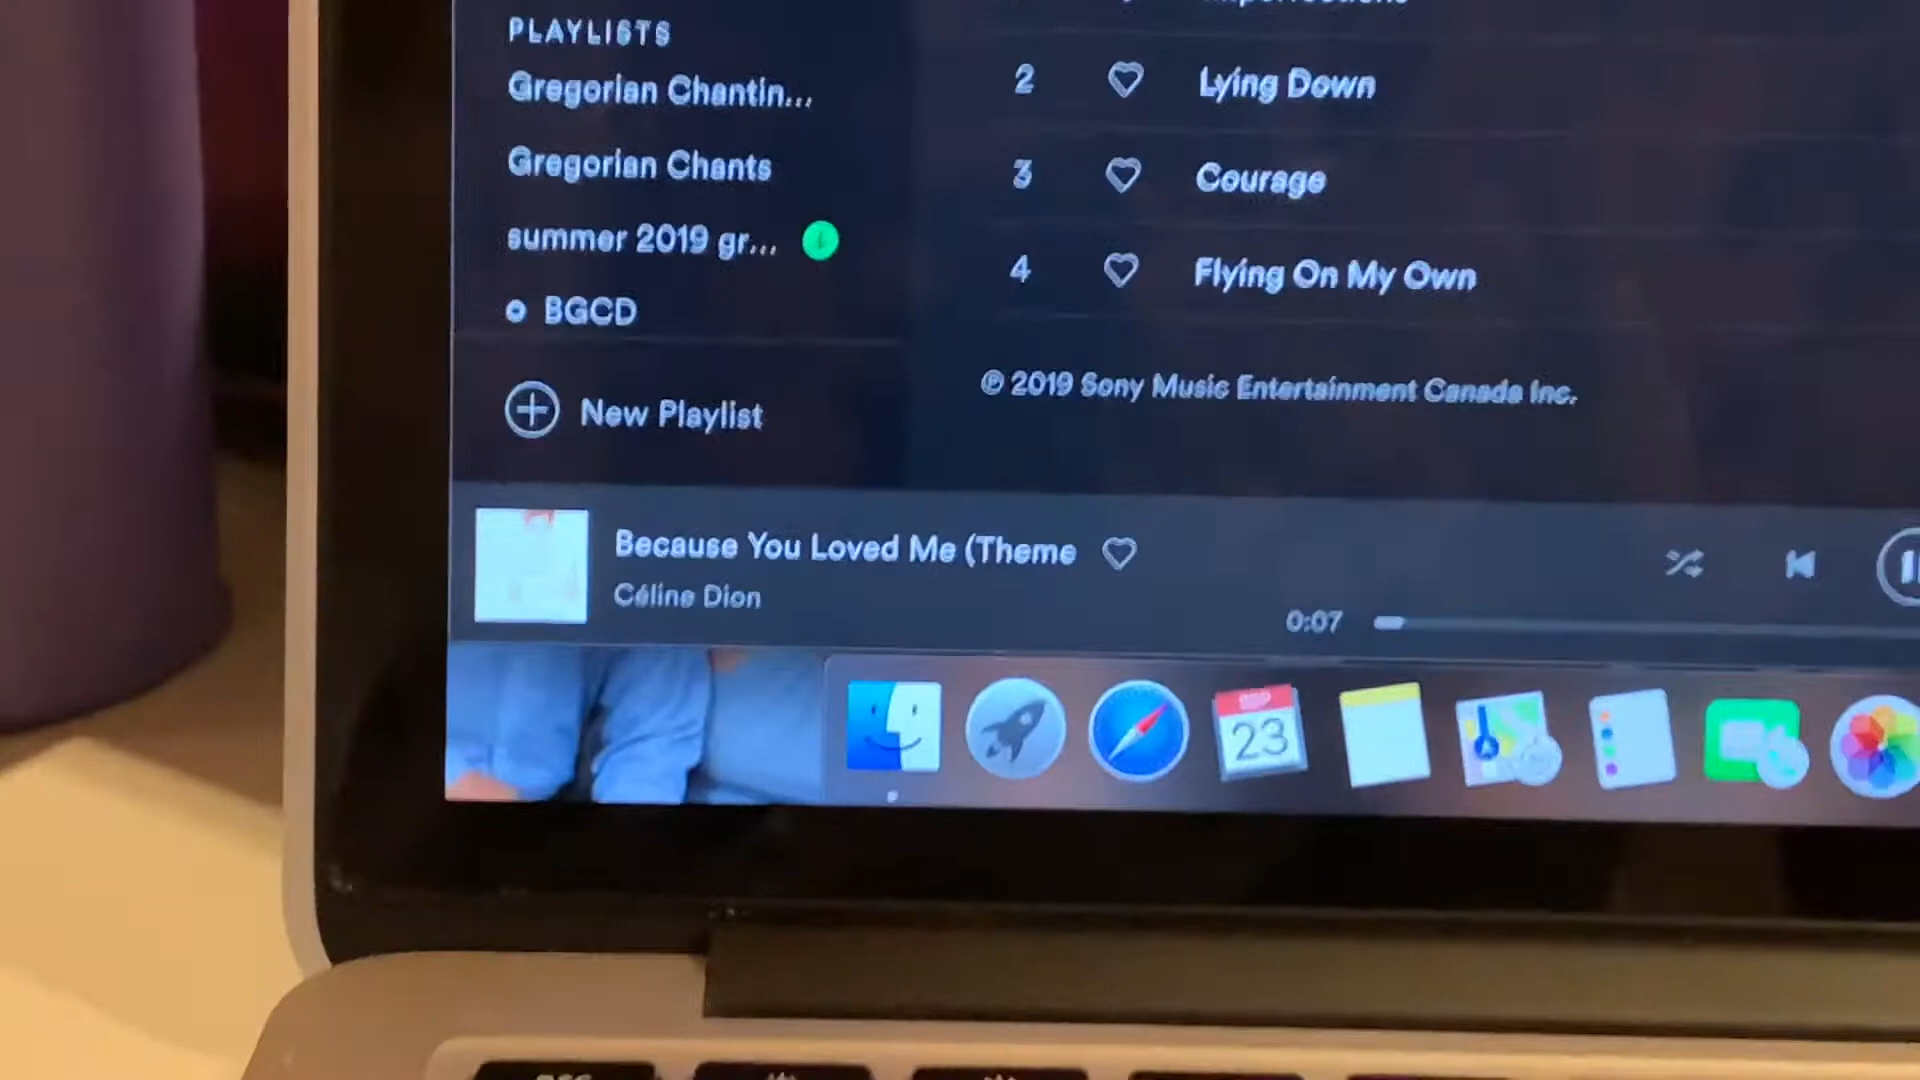 PLAYLISTS
Gregorian Chantin...
Gregorian Chants
summer 2019 gr...
BGCD
New Playlist
2 Lying Down
3 Courage
4 Flying On My Own
℗ 2019 Sony Music Entertainment Canada Inc.
Because You Loved Me (Theme
Céline Dion
0:07
SEP
23